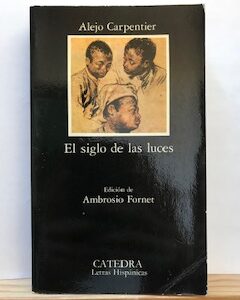 Alejo Carpentier
El siglo de las luces
Edición de
Ambrosio Fornet
CATEDRA
Letras Hispánicas